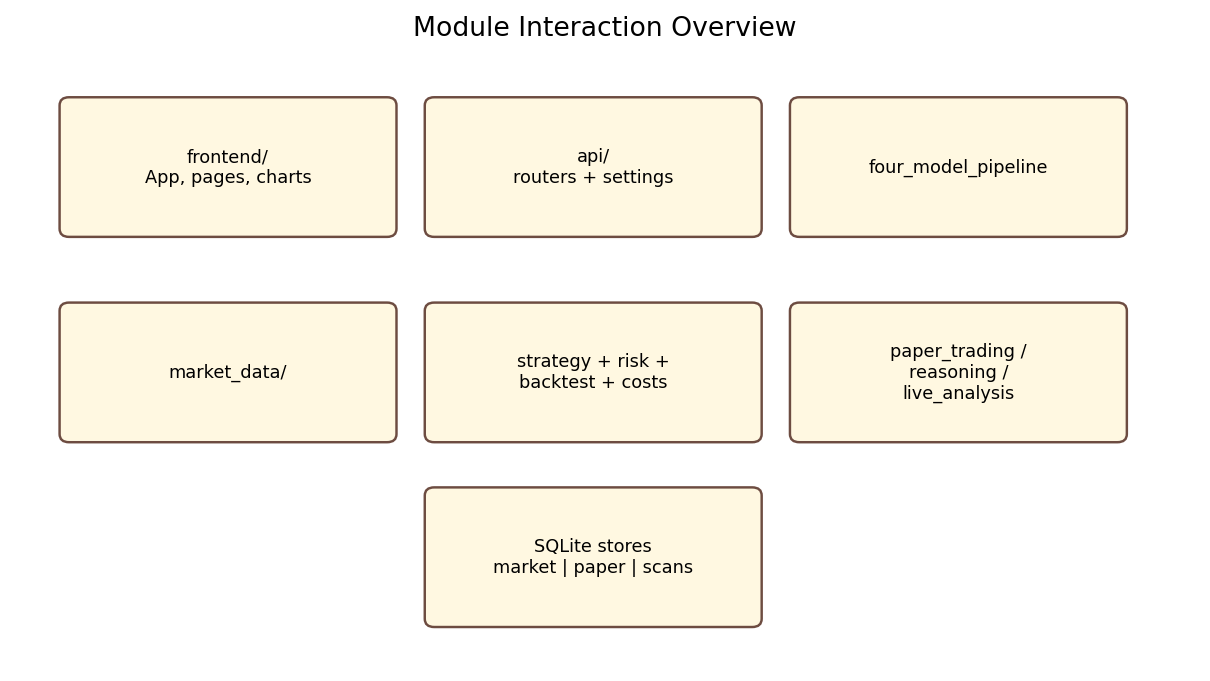 Module Interaction Overview
frontend/
App, pages, charts
api/
routers + settings
four_model_pipeline
market_data/
strategy + risk +
backtest + costs
paper_trading /
reasoning /
live_analysis
SQLite stores
market | paper | scans